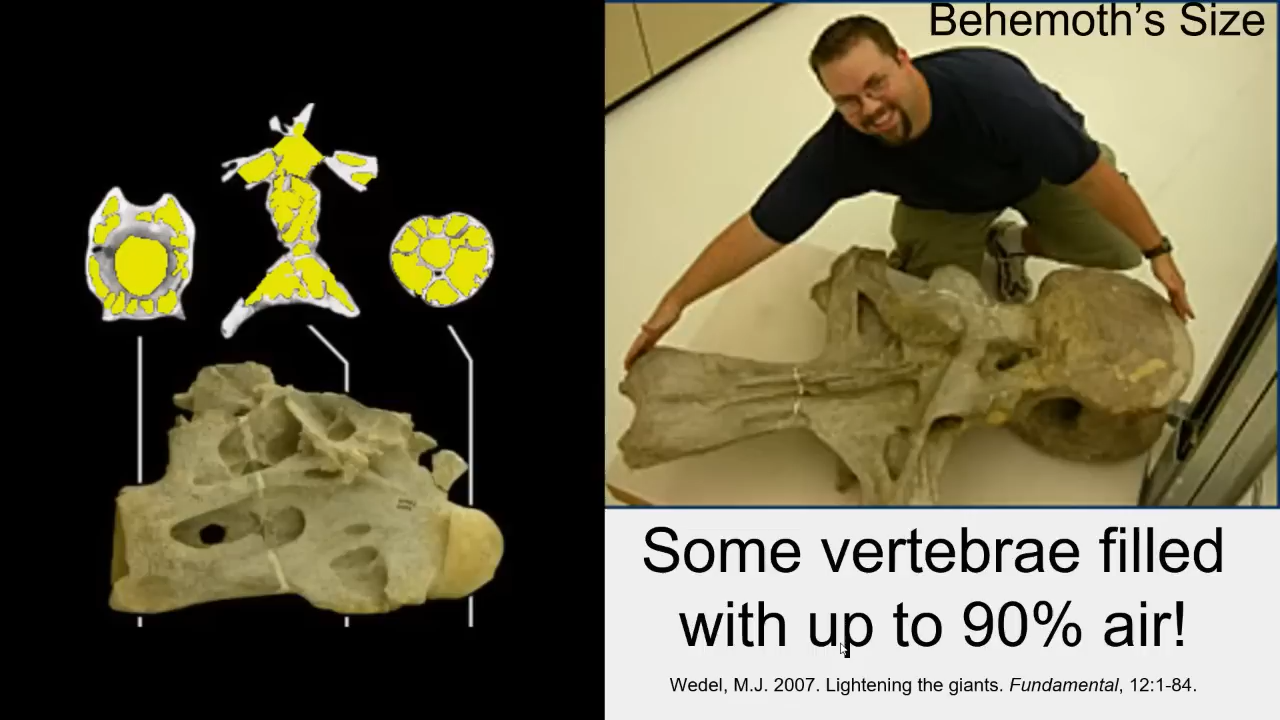 Behemoth's Size
Some vertebrae filled
with up to 90% air!
Wedel, M.J. 2007. Lightening the giants. Fundamental, 12:1-84.